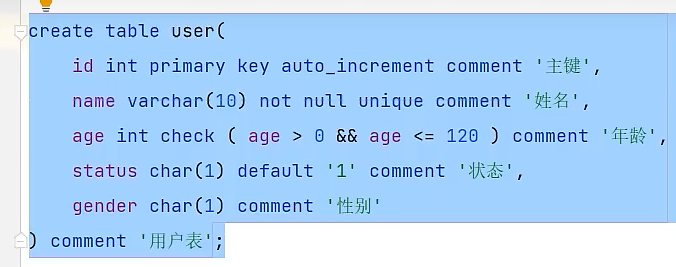 create table user(
id int primary key auto_increment comment '主键',
name varchar(10) not null unique comment '姓名',
age int check ( age > 0 && age <= 120 ) comment '年龄',
status char(1) default '1' comment '状态',
gender char(1) comment '性别'
) comment '用户表';